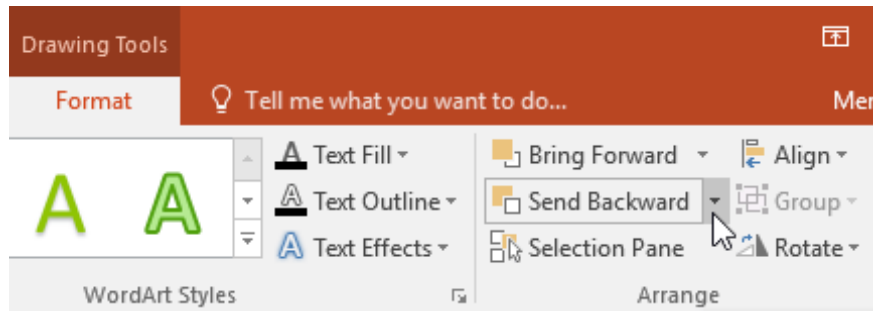 Drawing Tools
Format
Tell me what you want to do...
Mer
A A
A Text Fill
A Text Outline
A Text Effects
Bring Forward
Send Backward
Selection Pane
Align
Group
Rotate
WordArt Styles
Arrange